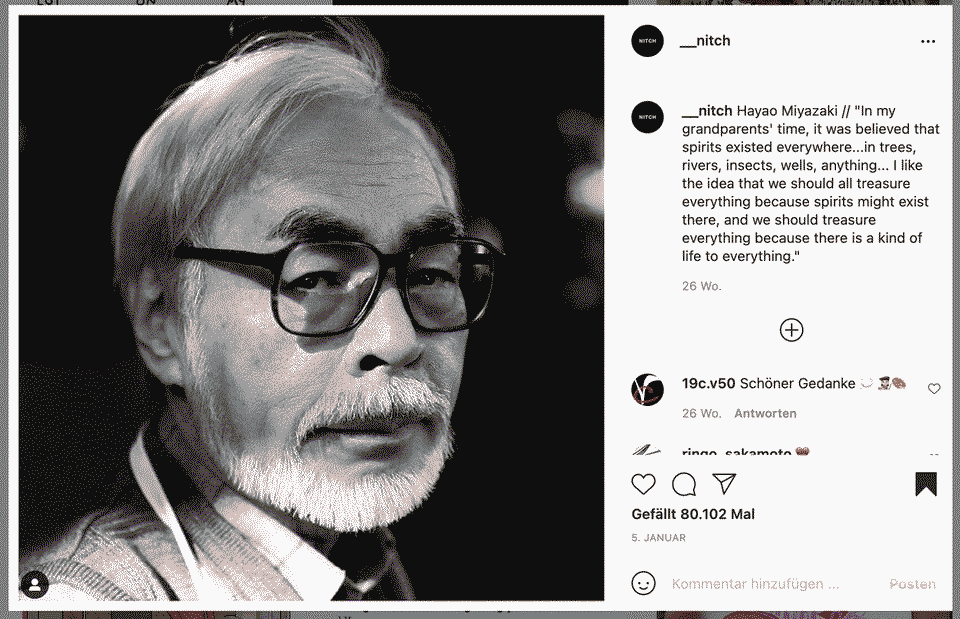 NITCH
__nitch
NITCH
__nitch Hayao Miyazaki // "In my
grandparents' time, it was believed that
spirits existed everywhere...in trees,
rivers, insects, wells, anything... I like
the idea that we should all treasure
everything because spirits might exist
there, and we should treasure
everything because there is a kind of
life to everything."
26 Wo.
19c.v50 Schöner Gedanke
26 Wo. Antworten
ringo_sakamoto
Gefällt 80.102 Mal
5. JANUAR
Kommentar hinzufügen ... Posten